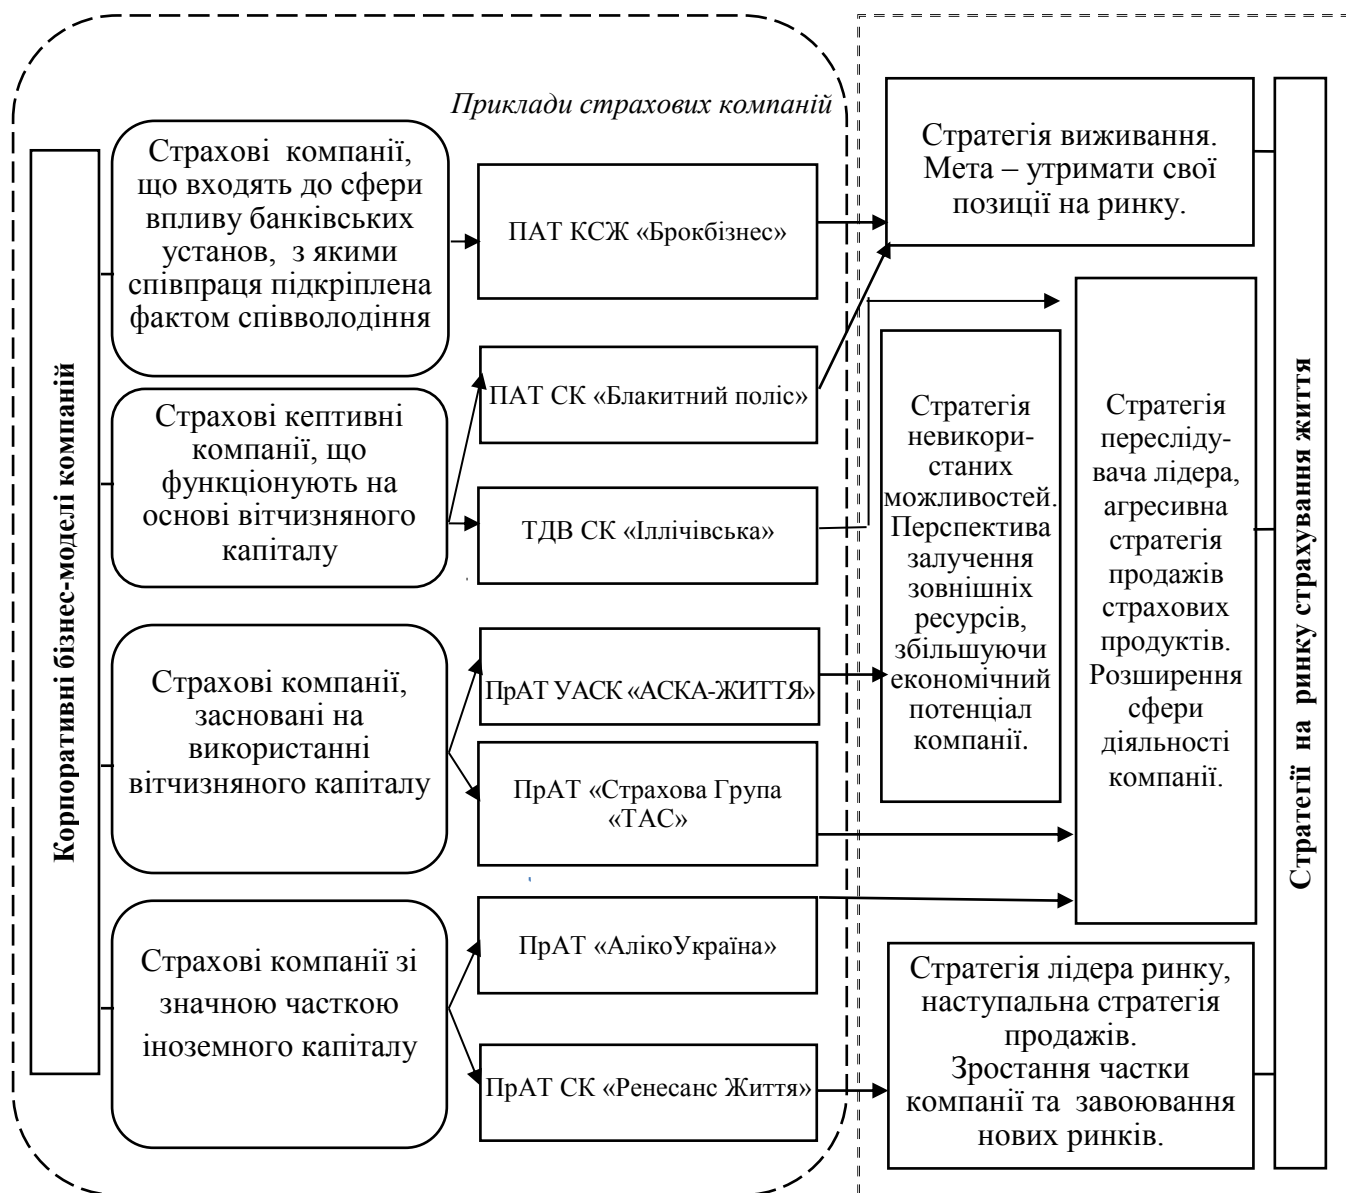 Приклади страхових компаній
Корпоративні бізнес-моделі компаній
Страхові компанії,
що входять до сфери
впливу банківських
установ, з якими
співпраця підкріплена
фактом співволодіння
Страхові кептивні
компанії, що
функціонують на
основі вітчизняного
капіталу
Страхові компанії,
засновані на
використанні
вітчизняного капіталу
Страхові компанії зі
значною часткою
іноземного капіталу
ПАТ КСЖ «Брокбізнес»
ПАТ СК «Блакитний поліс»
ТДВ СК «Іллічівська»
ПрАТ УАСК «АСКА-ЖИТТЯ»
ПрАТ «Страхова Група
«ТАС»
ПрАТ «АлікоУкраїна»
ПрАТ СК «Ренесанс Життя»
Стратегія виживання.
Мета – утримати свої
позиції на ринку.
Стратегія
невикори-
станих
можливостей.
Перспектива
залучення
зовнішніх
ресурсів,
збільшуючи
економічний
потенціал
компанії.
Стратегія
пересліду-
вача лідера,
агресивна
стратегія
продажів
страхових
продуктів.
Розширення
сфери
діяльності
компанії.
Стратегія лідера ринку,
наступальна стратегія
продажів.
Зростання частки
компанії та завоювання
нових ринків.
Стратегії на ринку страхування життя